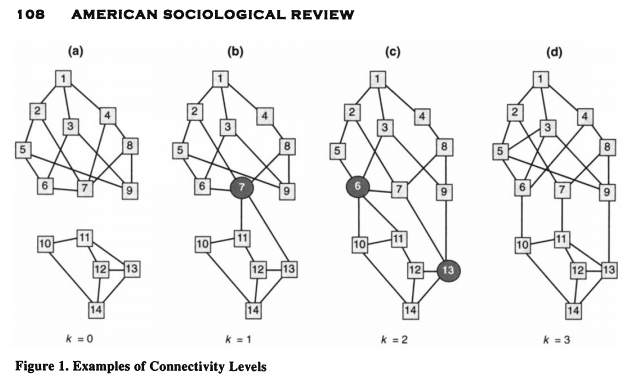 108 AMERICAN SOCIOLOGICAL REVIEW
(a) (b) (c) (d)
1 1 1 1
2 3 4 2 3 4 2 3 4 2 3 4
5 8 5 8 5 8 5 8
6 7 9 6 7 9 6 7 9 6 7 9
10 11 10 11 10 11 10 11
12 13 12 13 12 13 12 13
14 14 14 14
k = 0 k = 1 k = 2 k = 3
Figure 1. Examples of Connectivity Levels